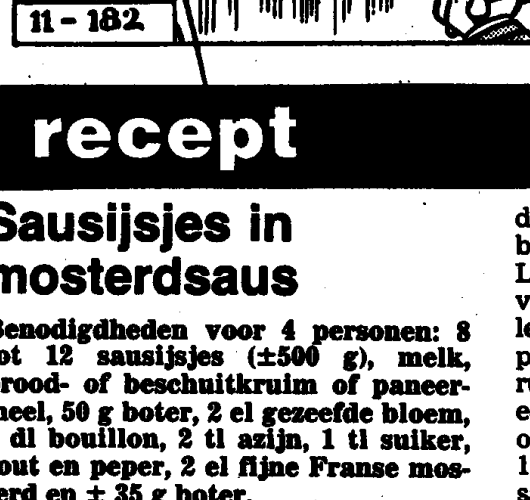 11-182
recept
Sausijsjes in
mosterdsaus
Benodigdheden voor 4 personen: 8
tot 12 sausijsjes (±500 g), melk,
brood- of beschuitkruim of paneer-
meel, 50 g boter, 2 el gezeefde bloem,
dl bouillon, 2 tl azijn, 1 tl suiker,
zout en peper, 2 el fijne Franse mos-
terd en ± 35 g boter.